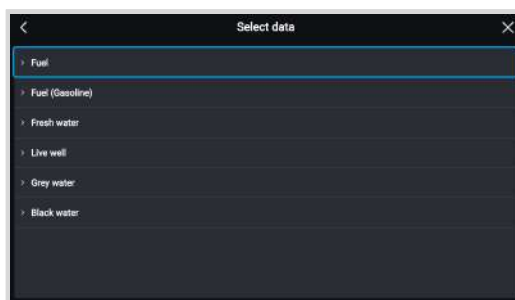 Select data
Fuel
Fuel (Gasoline)
Fresh water
Live well
Grey water
Black water